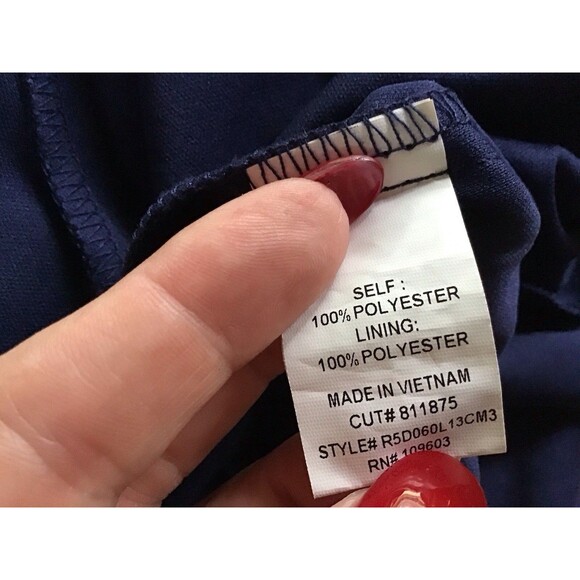 SELF :
100% POLYESTER
LINING:
100% POLYESTER
MADE IN VIETNAM
CUT# 811875
STYLE# R5D060L13CM3
RN# 109603